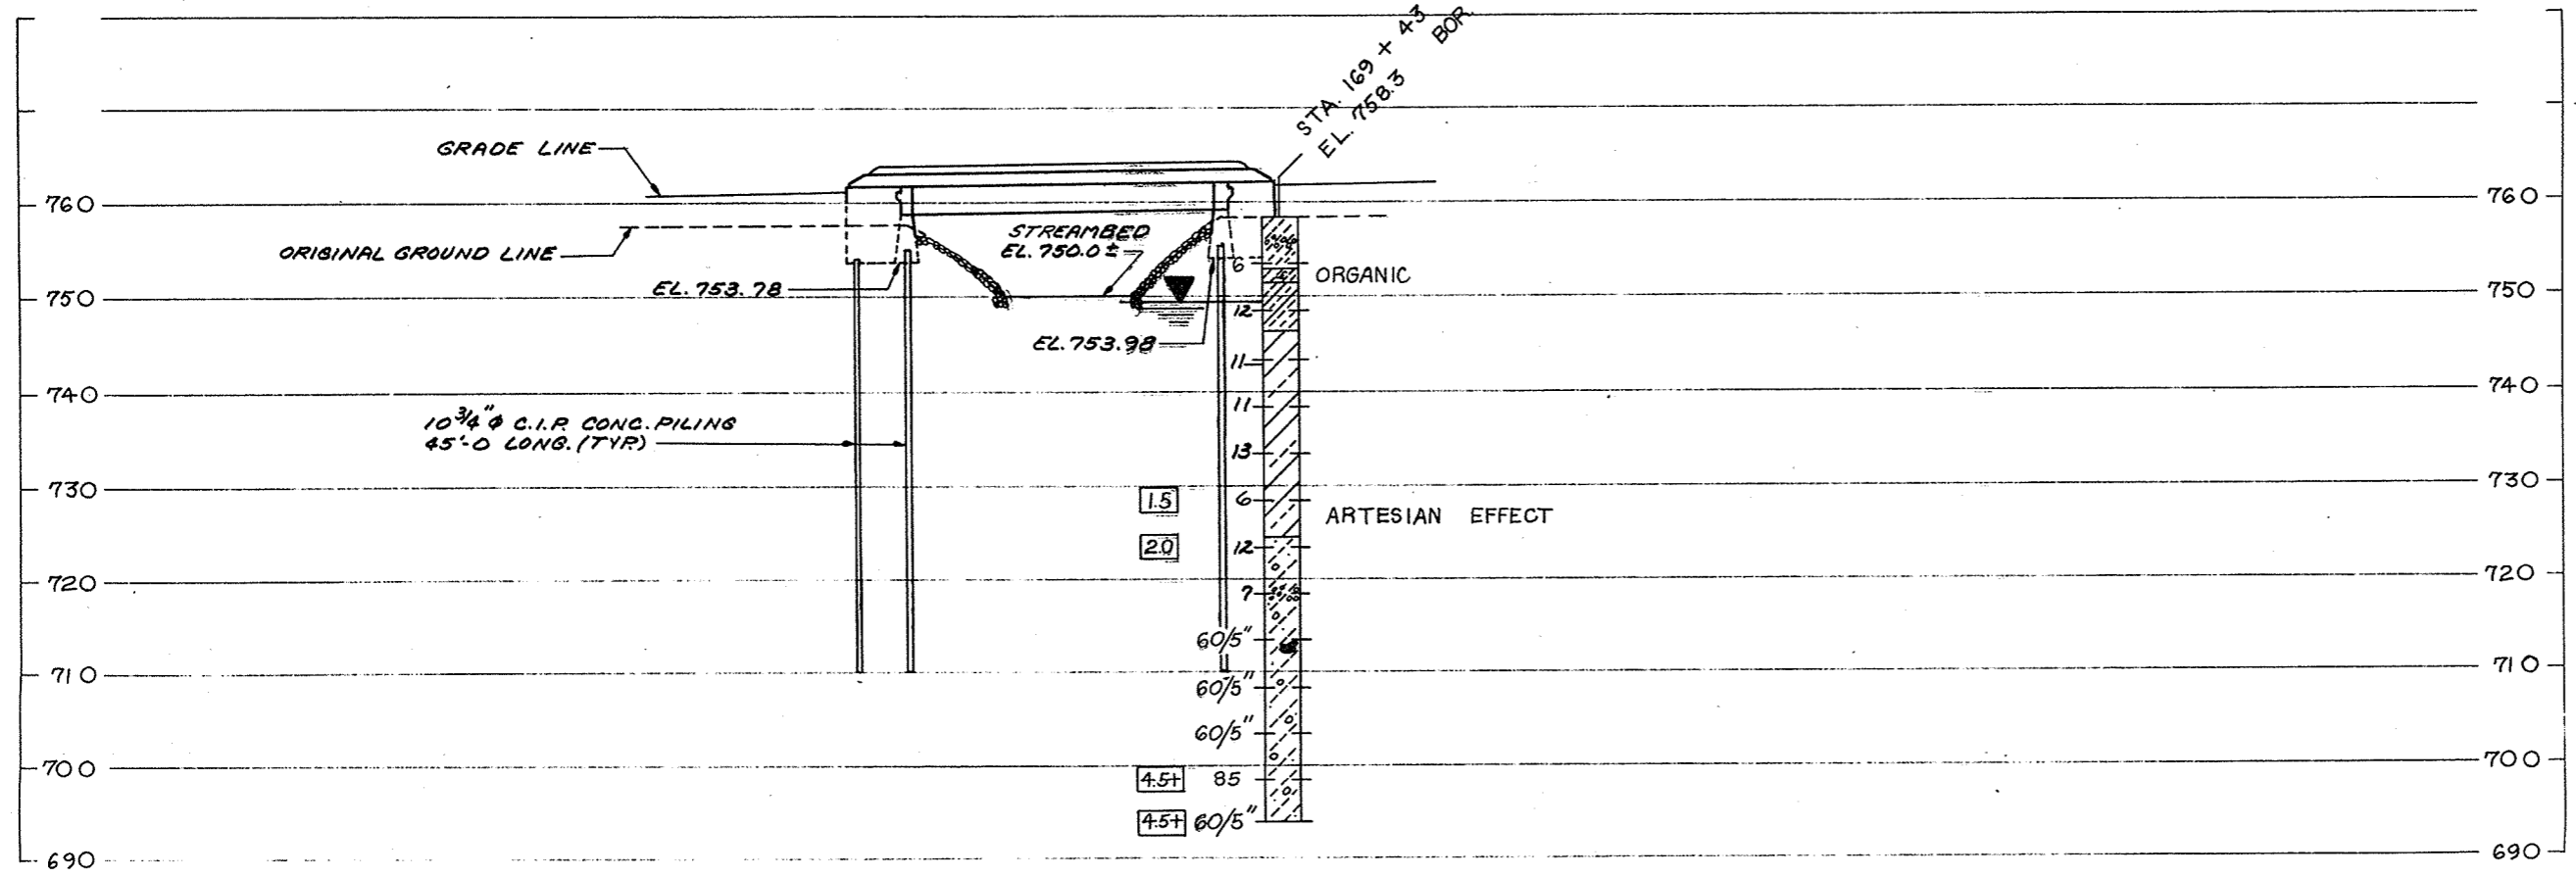 STA. 169 + 43
BOR.
EL. 758.3
GRADE LINE
760
760
STREAMBED
EL. 750.0 ±
ORIGINAL GROUND LINE
6
ORGANIC
EL. 753.78
750
750
12
EL. 753.98
11
740
740
11
10 3/4" Φ C.I.P. CONC. PILING
45'-0 LONG. (TYP.)
13
730
730
1.5
6
ARTESIAN EFFECT
2.0
12
720
720
7
60/5"
710
710
60/5"
60/5"
700
700
4.5+
85
4.5+
60/5"
690
690